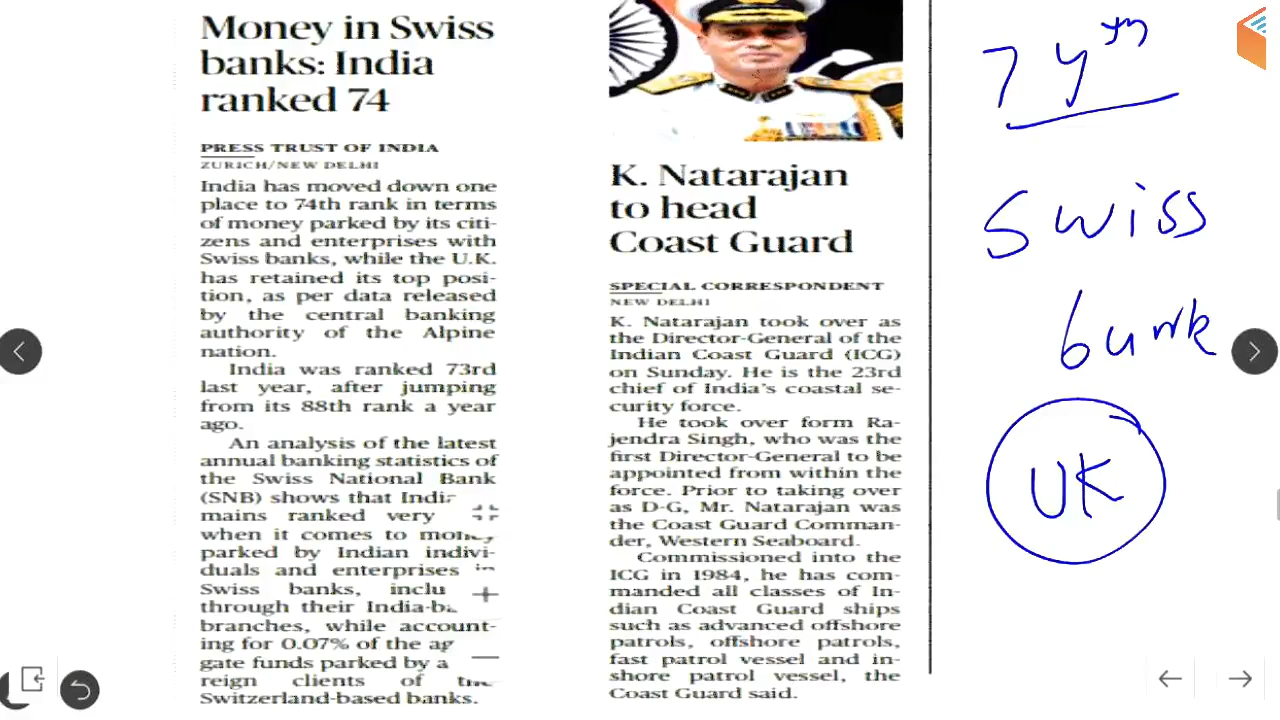 Money in Swiss
banks: India
ranked 74
PRESS TRUST OF INDIA
ZURICH/NEW DELHI
India has moved down one
place to 74th rank in terms
of money parked by its citi-
zens and enterprises with
Swiss banks, while the U.K.
has retained its top posi-
tion, as per data released
by the central banking
authority of the Alpine
nation.
India was ranked 73rd
last year, after jumping
from its 88th rank a year
ago.
An analysis of the latest
annual banking statistics of
the Swiss National Bank
(SNB) shows that
mains ranked very
when it comes to money
parked by Indian indivi-
duals and enterprises in
Swiss banks,
through their
branches, while account-
ing for 0.07% of the
gate funds parked by
reign clients of the
Switzerland-based banks.
K. Natarajan
to head
Coast Guard
SPECIAL CORRESPONDENT
NEW DELHI
K. Natarajan took over as
the Director-General of the
Indian Coast Guard (ICG)
on Sunday. He is the 23rd
chief of India's coastal se-
curity force.
He took over form Ra-
jendra Singh, who was the
first Director-General to be
appointed from within the
force. Prior to taking over
as D-G, Mr. Natarajan was
the Coast Guard Comman-
der, Western Seaboard.
Commissioned into the
ICG in 1984, he has com-
manded all classes of In-
dian Coast Guard ships
such as advanced offshore
patrols, offshore patrols,
fast patrol vessel and in-
shore patrol vessel, the
Coast Guard said.
74th
Swiss
bank
UK